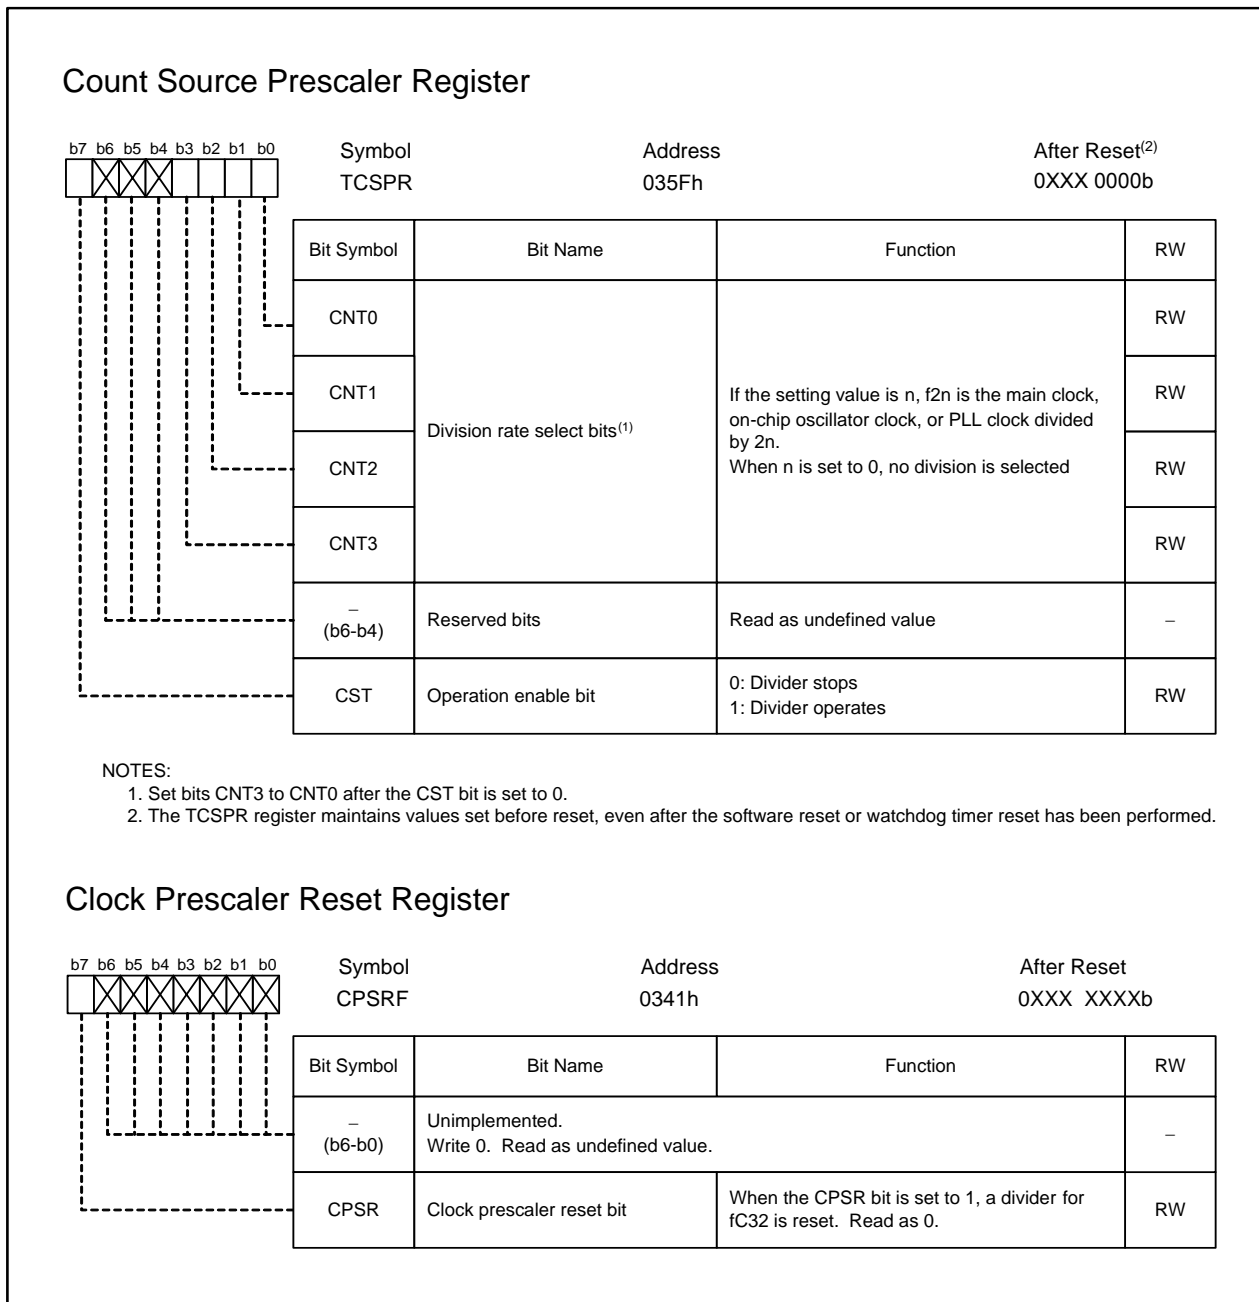 Count Source Prescaler Register
b7 b6 b5 b4 b3 b2 b1 b0
Symbol Address After Reset(2)
TCSPR 035Fh 0XXX 0000b
Bit Symbol Bit Name Function RW
CNT0 RW
CNT1 RW
Division rate select bits(1)
If the setting value is n, f2n is the main clock,
on-chip oscillator clock, or PLL clock divided
by 2n.
When n is set to 0, no division is selected
CNT2 RW
CNT3 RW
–
(b6-b4) Reserved bits Read as undefined value –
CST Operation enable bit 0: Divider stops
1: Divider operates RW
NOTES:
1. Set bits CNT3 to CNT0 after the CST bit is set to 0.
2. The TCSPR register maintains values set before reset, even after the software reset or watchdog timer reset has been performed.
Clock Prescaler Reset Register
b7 b6 b5 b4 b3 b2 b1 b0
Symbol Address After Reset
CPSRF 0341h 0XXX XXXXb
Bit Symbol Bit Name Function RW
–
(b6-b0)
Unimplemented.
Write 0. Read as undefined value.
–
CPSR Clock prescaler reset bit When the CPSR bit is set to 1, a divider for
fC32 is reset. Read as 0. RW